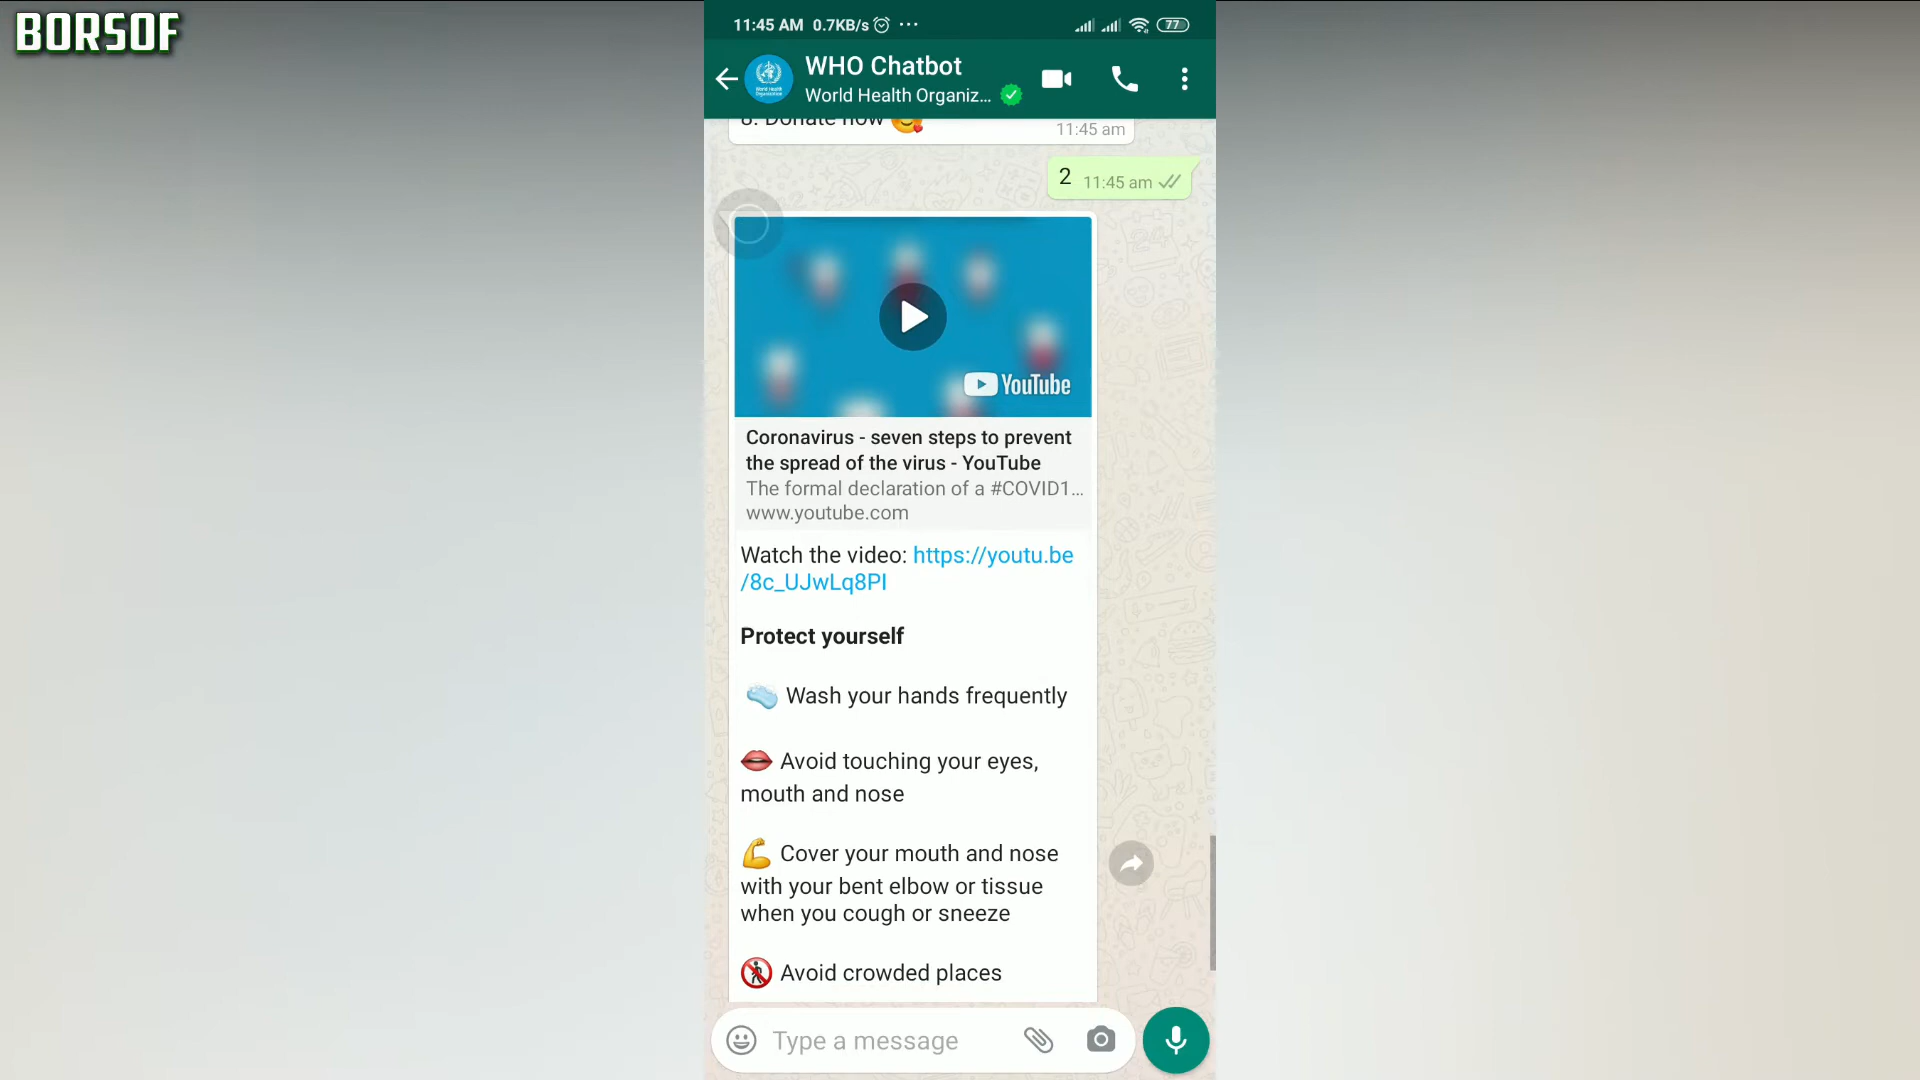 BORSOF
11:45 AM 0.7KB/s
77
WHO Chatbot
World Health Organiz...
8. Donate now
11:45 am
2 11:45 am
YouTube
Coronavirus - seven steps to prevent
the spread of the virus - YouTube
The formal declaration of a #COVID1...
www.youtube.com
Watch the video: https://youtu.be
/8c_UJwLq8PI
Protect yourself
Wash your hands frequently
Avoid touching your eyes,
mouth and nose
Cover your mouth and nose
with your bent elbow or tissue
when you cough or sneeze
Avoid crowded places
Type a message